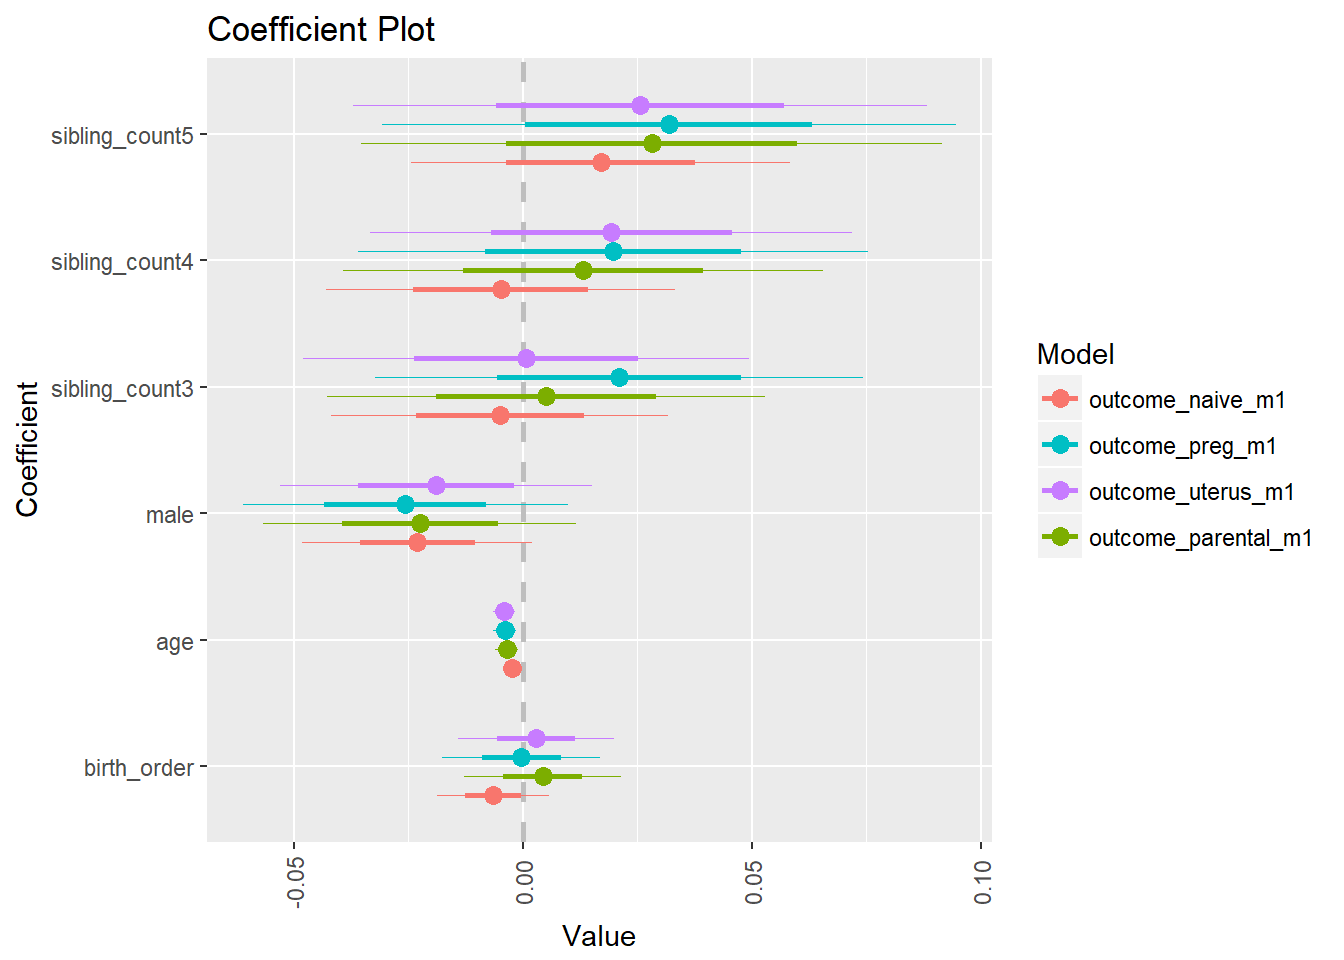 Coefficient Plot
Coefficient
sibling_count5
sibling_count4
sibling_count3
male
age
birth_order
-0.05
0.00
0.05
0.10
Value
Model
outcome_naive_m1
outcome_preg_m1
outcome_uterus_m1
outcome_parental_m1